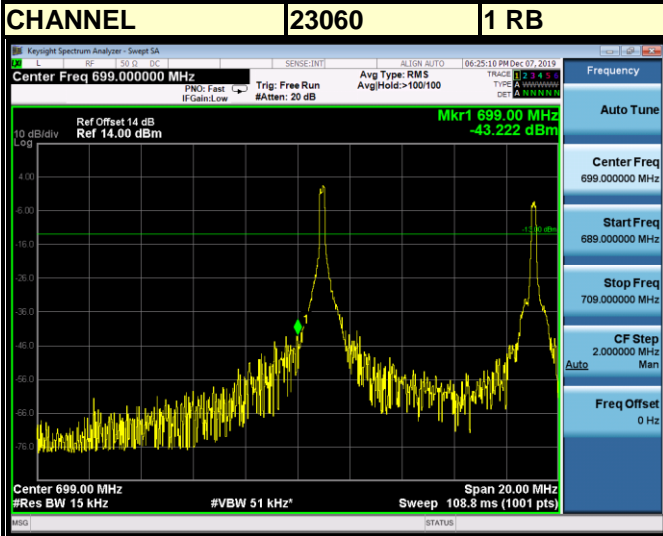 CHANNEL 23060 1 RB
Keysight Spectrum Analyzer - Swept SA
L RF 50 Ω DC SENSE:INT ALIGN AUTO 06:25:10 PM Dec 07, 2019
Center Freq 699.000000 MHz
PNO: Fast
IFGain:Low
Trig: Free Run
#Atten: 20 dB
Avg Type: RMS
Avg|Hold:>100/100
TRACE 1 2 3 4 5 6
TYPE A WWWWW
DET A N N N N N
Frequency
Auto Tune
Center Freq
699.000000 MHz
Start Freq
689.000000 MHz
Stop Freq
709.000000 MHz
CF Step
2.000000 MHz
Auto Man
Freq Offset
0 Hz
Mkr1 699.00 MHz
-43.222 dBm
Ref Offset 14 dB
10 dB/div Ref 14.00 dBm
Log
4.00
-6.00
-13.00 dBm
-16.0
-26.0
-36.0
-46.0
-56.0
-66.0
-76.0
Center 699.00 MHz Span 20.00 MHz
#Res BW 15 kHz #VBW 51 kHz* Sweep 108.8 ms (1001 pts)
MSG STATUS